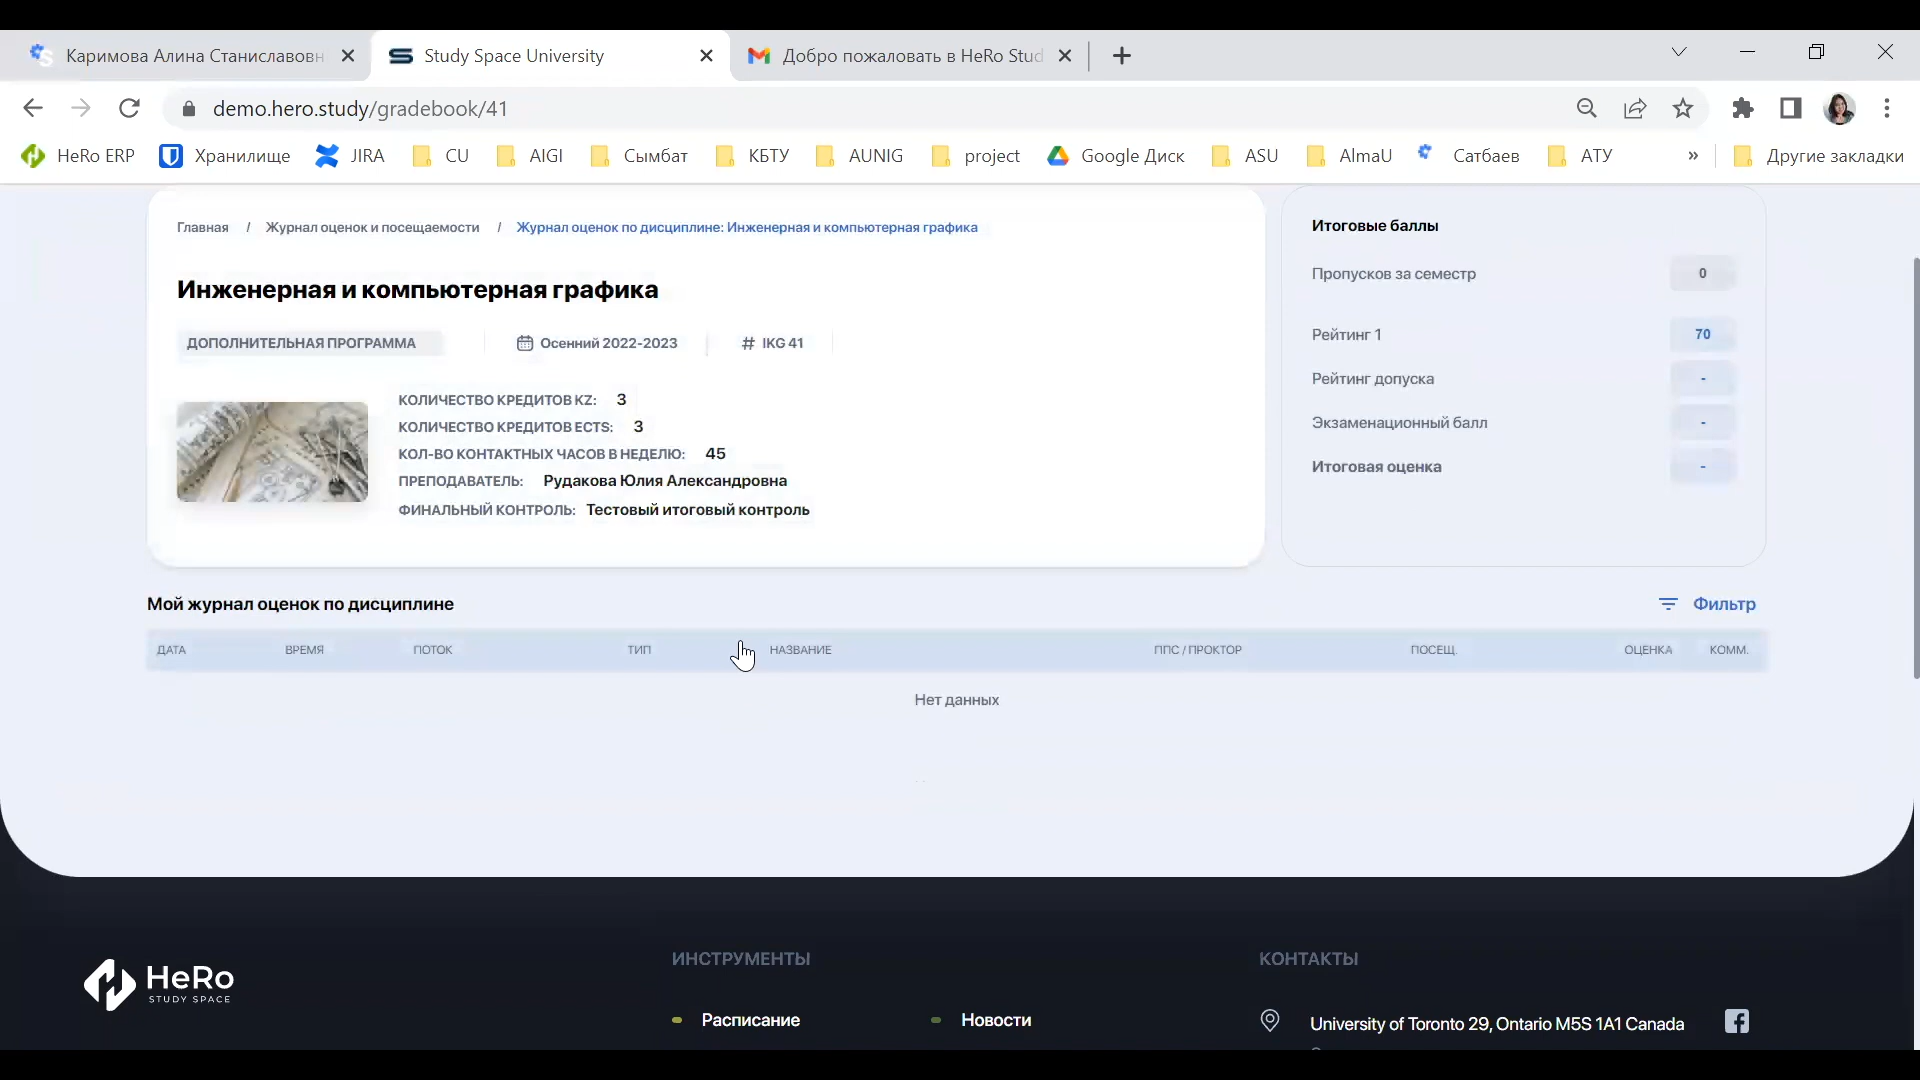 Каримова Алина Станиславовн
Study Space University
Добро пожаловать в HeRo Stud
demo.hero.study/gradebook/41
HeRo ERP
Хранилище
JIRA
CU
AIGI
Сымбат
КБТУ
AUNIG
project
Google Диск
ASU
AlmaU
Сатбаев
АТУ
»
Другие закладки
Главная / Журнал оценок и посещаемости / Журнал оценок по дисциплине: Инженерная и компьютерная графика
Инженерная и компьютерная графика
ДОПОЛНИТЕЛЬНАЯ ПРОГРАММА
Осенний 2022-2023
# IKG 41
КОЛИЧЕСТВО КРЕДИТОВ KZ: 3
КОЛИЧЕСТВО КРЕДИТОВ ECTS: 3
КОЛ-ВО КОНТАКТНЫХ ЧАСОВ В НЕДЕЛЮ: 45
ПРЕПОДАВАТЕЛЬ: Рудакова Юлия Александровна
ФИНАЛЬНЫЙ КОНТРОЛЬ: Тестовый итоговый контроль
Итоговые баллы
Пропусков за семестр 0
Рейтинг 1 70
Рейтинг допуска -
Экзаменационный балл -
Итоговая оценка -
Мой журнал оценок по дисциплине
Фильтр
ДАТА ВРЕМЯ ПОТОК ТИП НАЗВАНИЕ ППС / ПРОКТОР ПОСЕЩ. ОЦЕНКА КОММ.
Нет данных
HeRo
STUDY SPACE
ИНСТРУМЕНТЫ
Расписание
Новости
КОНТАКТЫ
University of Toronto 29, Ontario M5S 1A1 Canada